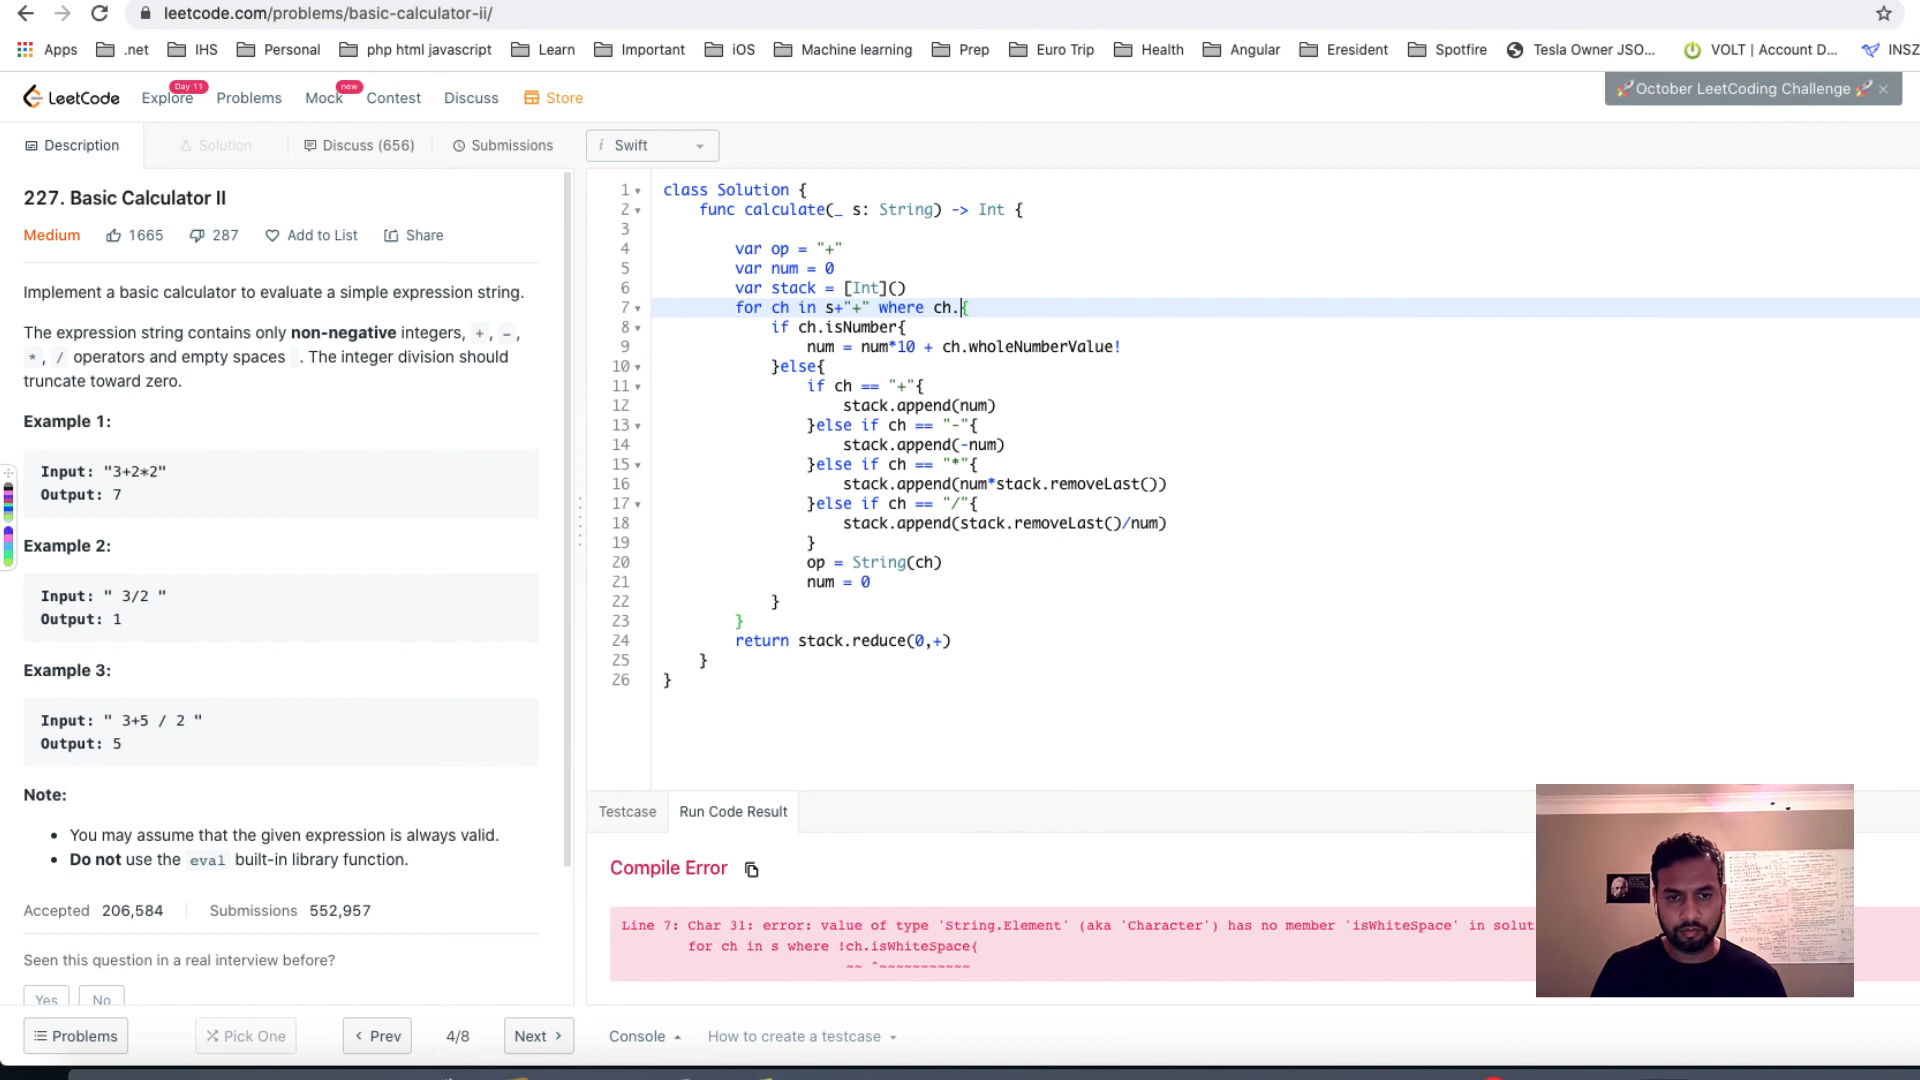 leetcode.com/problems/basic-calculator-ii/
Apps .net IHS Personal php html javascript Learn Important iOS Machine learning Prep Euro Trip Health Angular Eresident Spotfire Tesla Owner JSO... VOLT | Account D... INSZ
LeetCode Explore Day 11 Problems Mock new Contest Discuss Store
October LeetCoding Challenge
Description Solution Discuss (656) Submissions
i Swift
227. Basic Calculator II
Medium 1665 287 Add to List Share
Implement a basic calculator to evaluate a simple expression string.
The expression string contains only non-negative integers, +, -,
*, / operators and empty spaces . The integer division should
truncate toward zero.
Example 1:
Input: "3+2*2"
Output: 7
Example 2:
Input: " 3/2 "
Output: 1
Example 3:
Input: " 3+5 / 2 "
Output: 5
Note:
You may assume that the given expression is always valid.
Do not use the eval built-in library function.
Accepted 206,584 Submissions 552,957
Seen this question in a real interview before?
Yes No
Problems Pick One Prev 4/8 Next
1 class Solution {
2 func calculate(_ s: String) -> Int {
3
4 var op = "+"
5 var num = 0
6 var stack = [Int]()
7 for ch in s+"+" where ch.{
8 if ch.isNumber{
9 num = num*10 + ch.wholeNumberValue!
10 }else{
11 if ch == "+"{
12 stack.append(num)
13 }else if ch == "-"{
14 stack.append(-num)
15 }else if ch == "*"{
16 stack.append(num*stack.removeLast())
17 }else if ch == "/"{
18 stack.append(stack.removeLast()/num)
19 }
20 op = String(ch)
21 num = 0
22 }
23 }
24 return stack.reduce(0,+)
25 }
26 }
Testcase Run Code Result
Compile Error
Line 7: Char 31: error: value of type 'String.Element' (aka 'Character') has no member 'isWhiteSpace' in solut
for ch in s where !ch.isWhiteSpace{
~~ ^~~~~~~~~~~~
Console How to create a testcase